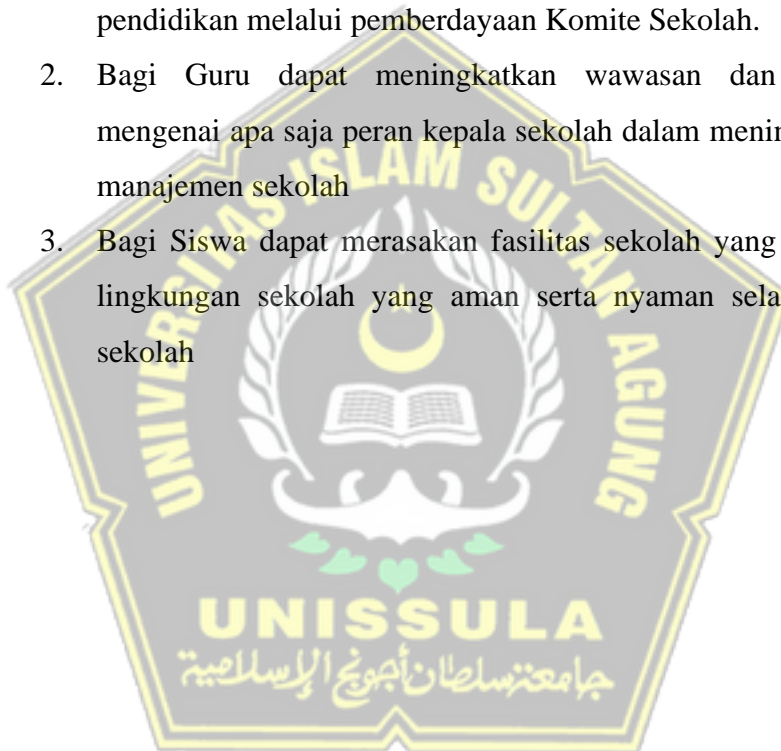 pendidikan melalui pemberdayaan Komite Sekolah.
2. Bagi Guru dapat meningkatkan wawasan dan
mengenai apa saja peran kepala sekolah dalam
manajemen sekolah
3. Bagi Siswa dapat merasakan fasilitas sekolah yang
lingkungan sekolah yang aman serta nyaman
sekolah
UNIVERSITAS ISLAM SULTAN AGUNG
UNISSULA
جامعتنسلطان أجونج الإسلامية